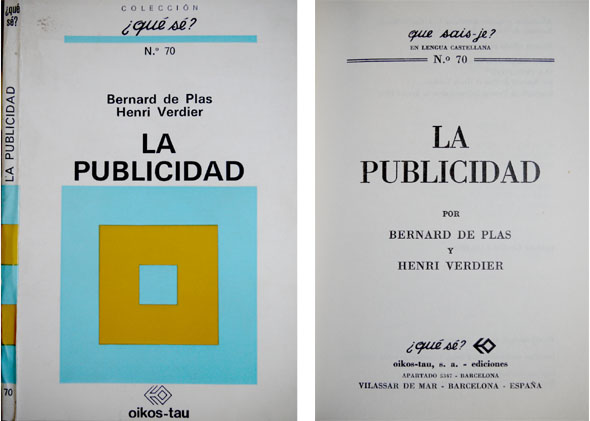 ¿qué
sé?
LA PUBLICIDAD
70
COLECCIÓN
¿qué sé?
N.º 70
Bernard de Plas
Henri Verdier
LA
PUBLICIDAD
oikos-tau
que sais-je?
EN LENGUA CASTELLANA
N.º 70
LA
PUBLICIDAD
POR
BERNARD DE PLAS
Y
HENRI VERDIER
¿qué sé?
oikos-tau, s. a. - ediciones
APARTADO 5347 - BARCELONA
VILASSAR DE MAR - BARCELONA - ESPAÑA